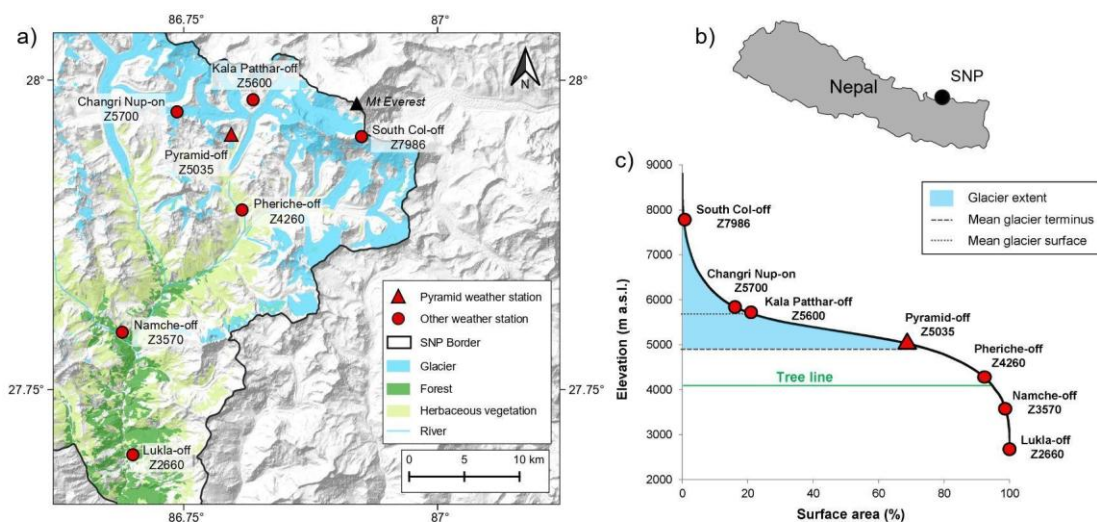 a)
86.75°
87°
28°
28°
Kala Patthar-off
Z5600
Changri Nup-on
Z5700
N
Mt Everest
South Col-off
Z7986
Pyramid-off
Z5035
Pheriche-off
Z4260
Namche-off
Z3570
27.75°
27.75°
Lukla-off
Z2660
Pyramid weather station
Other weather station
SNP Border
Glacier
Forest
Herbaceous vegetation
River
0 5 10 km
86.75°
87°
b)
Nepal
SNP
c)
Elevation (m a.s.l.)
9000
8000
7000
6000
5000
4000
3000
2000
Glacier extent
Mean glacier terminus
Mean glacier surface
South Col-off
Z7986
Changri Nup-on
Z5700
Kala Patthar-off
Z5600
Pyramid-off
Z5035
Pheriche-off
Z4260
Tree line
Namche-off
Z3570
Lukla-off
Z2660
0 20 40 60 80 100
Surface area (%)